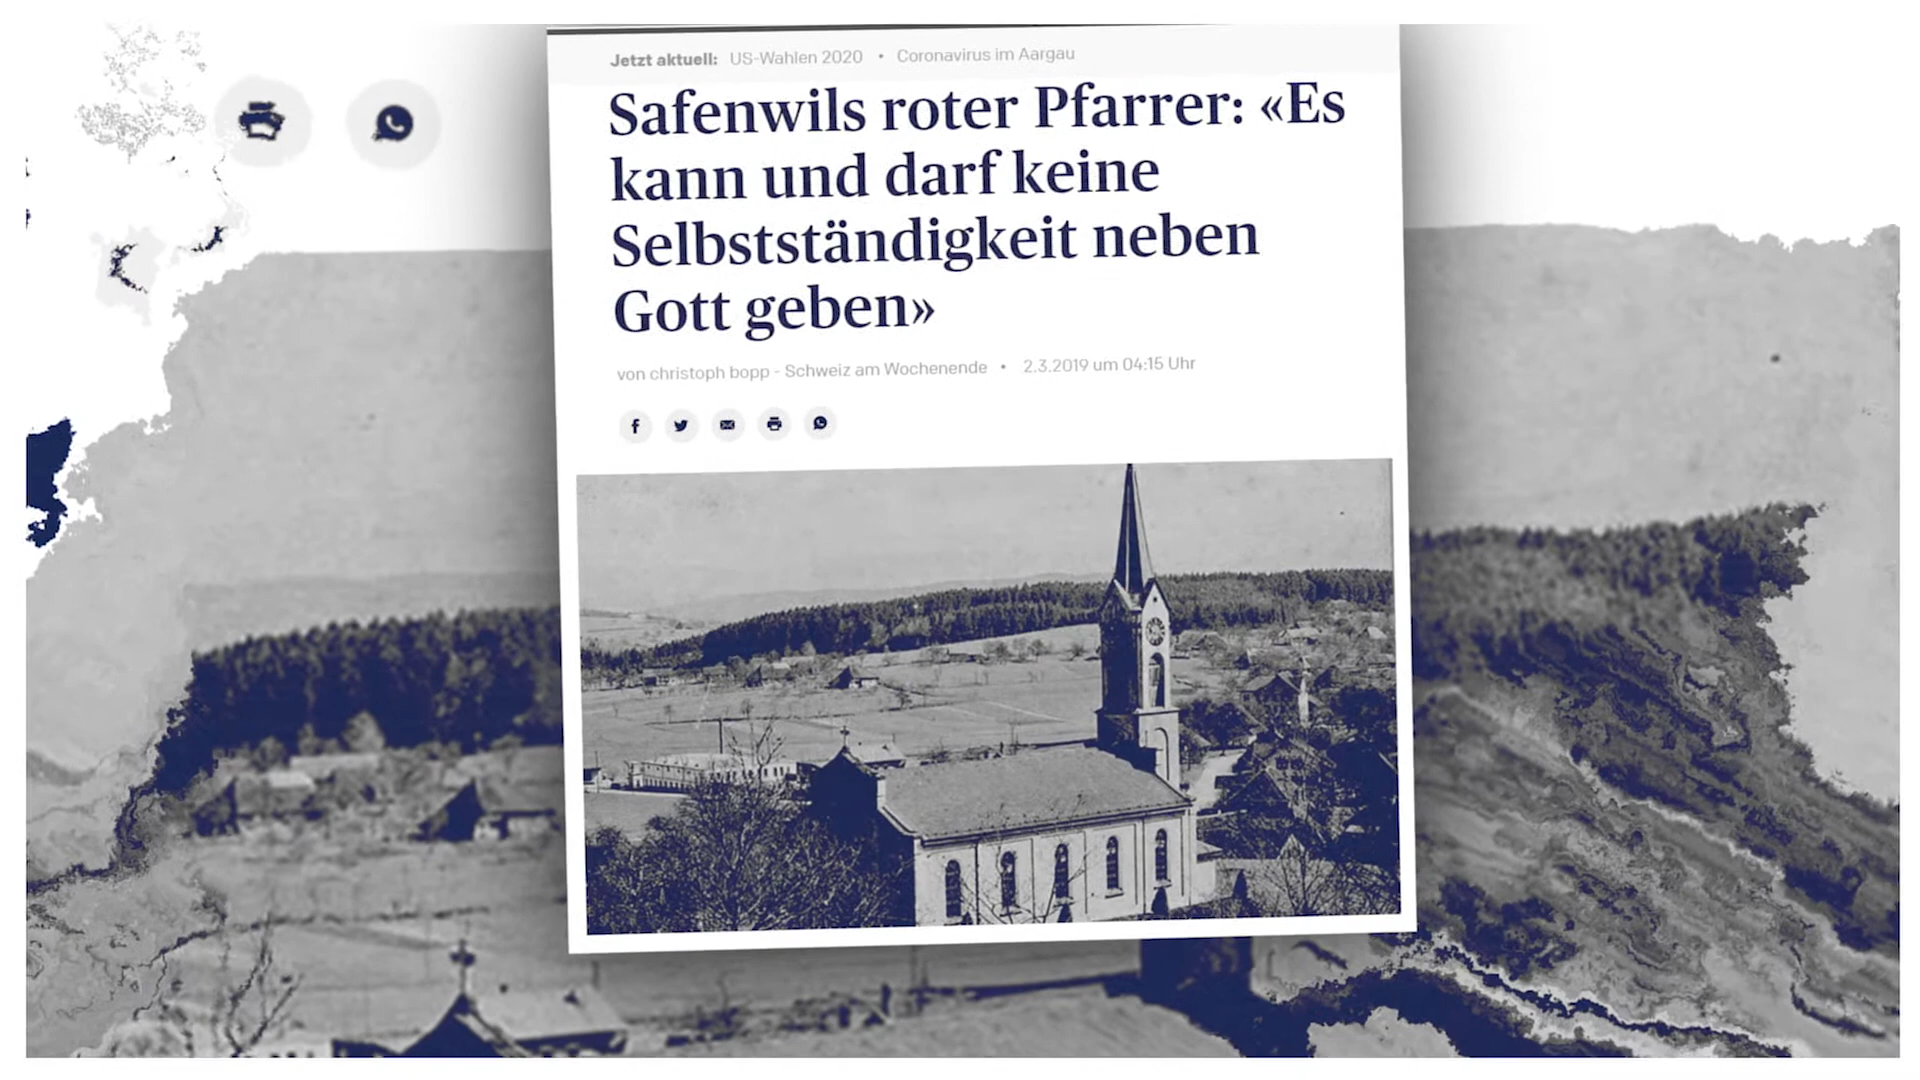 Jetzt aktuell: US-Wahlen 2020 • Coronavirus im Aargau
Safenwils roter Pfarrer: «Es
kann und darf keine
Selbstständigkeit neben
Gott geben»
von christoph bopp - Schweiz am Wochenende • 2.3.2019 um 04:15 Uhr